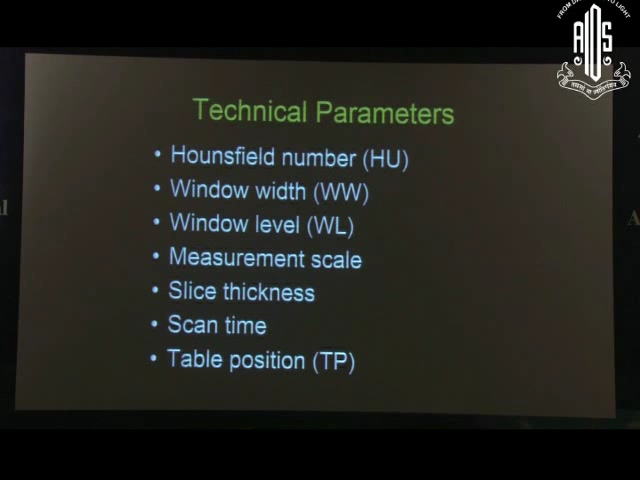 AIOS
Technical Parameters
• Hounsfield number (HU)
• Window width (WW)
• Window level (WL)
• Measurement scale
• Slice thickness
• Scan time
• Table position (TP)